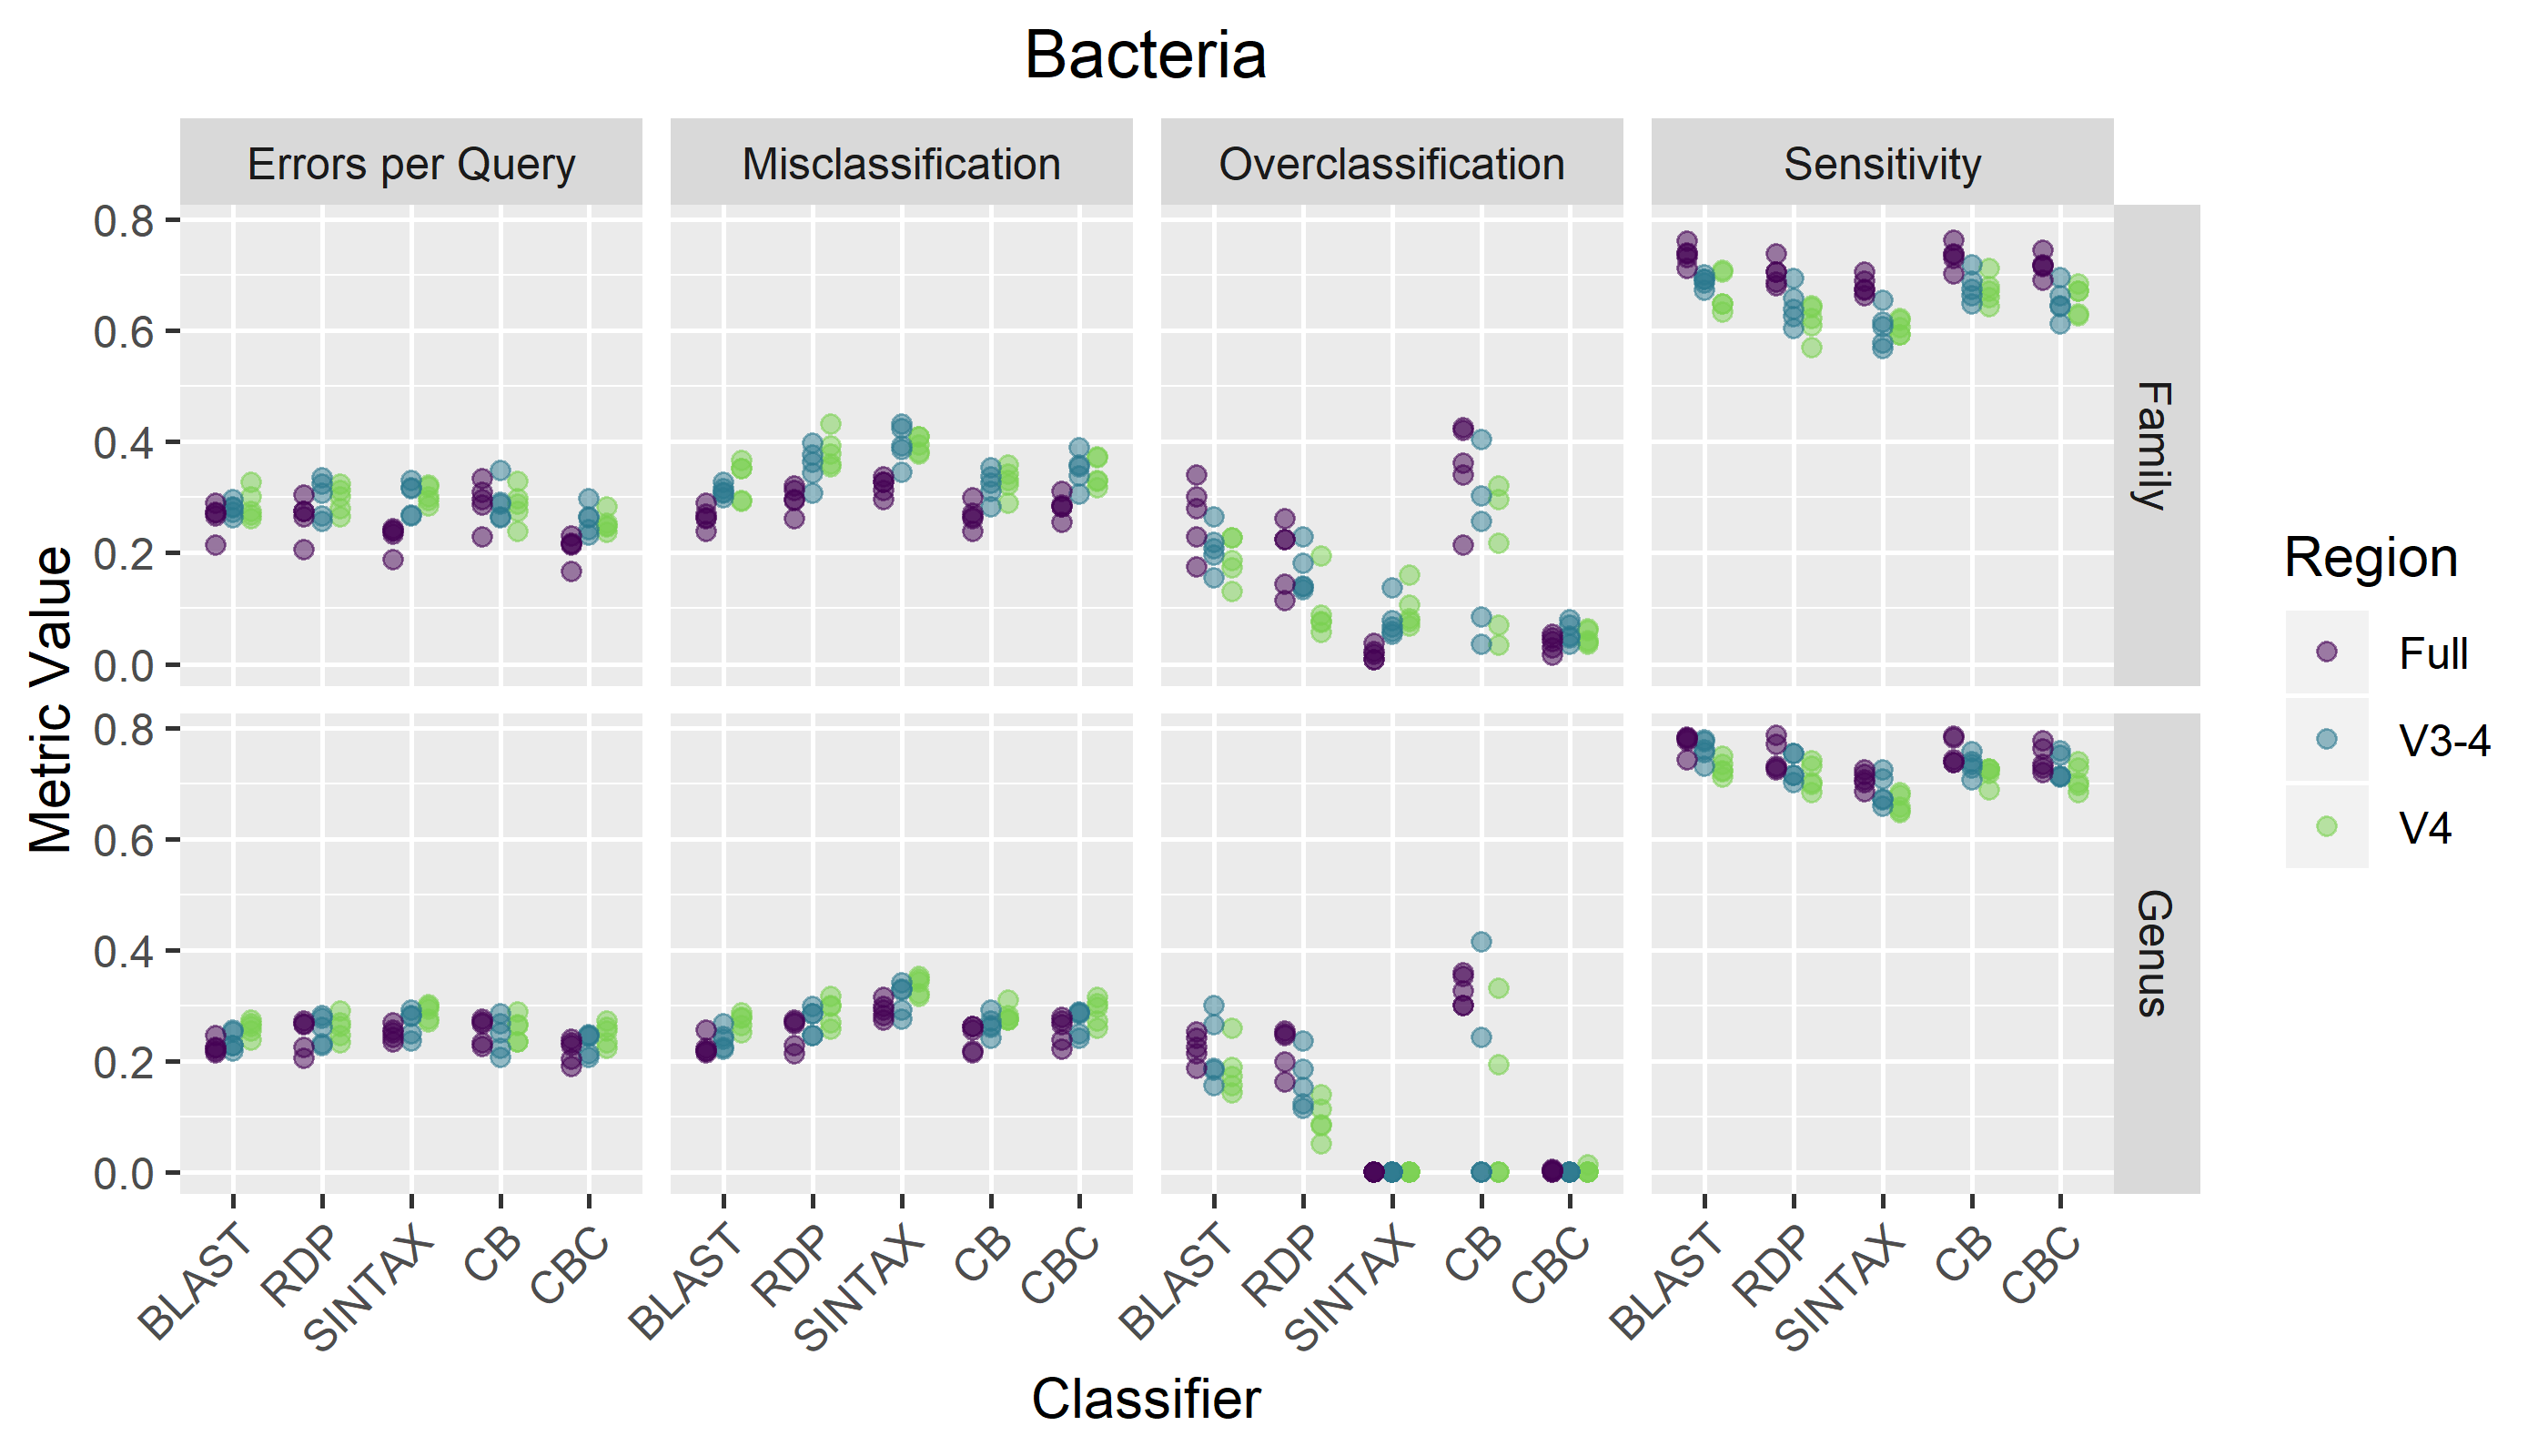 Bacteria
Errors per Query
Misclassification
Overclassification
Sensitivity
0.8
0.6
0.4
0.2
0.0
Family
0.8
0.6
0.4
0.2
0.0
Genus
Metric Value
BLAST
RDP
SINTAX
CB
CBC
BLAST
RDP
SINTAX
CB
CBC
BLAST
RDP
SINTAX
CB
CBC
BLAST
RDP
SINTAX
CB
CBC
Classifier
Region
Full
V3-4
V4